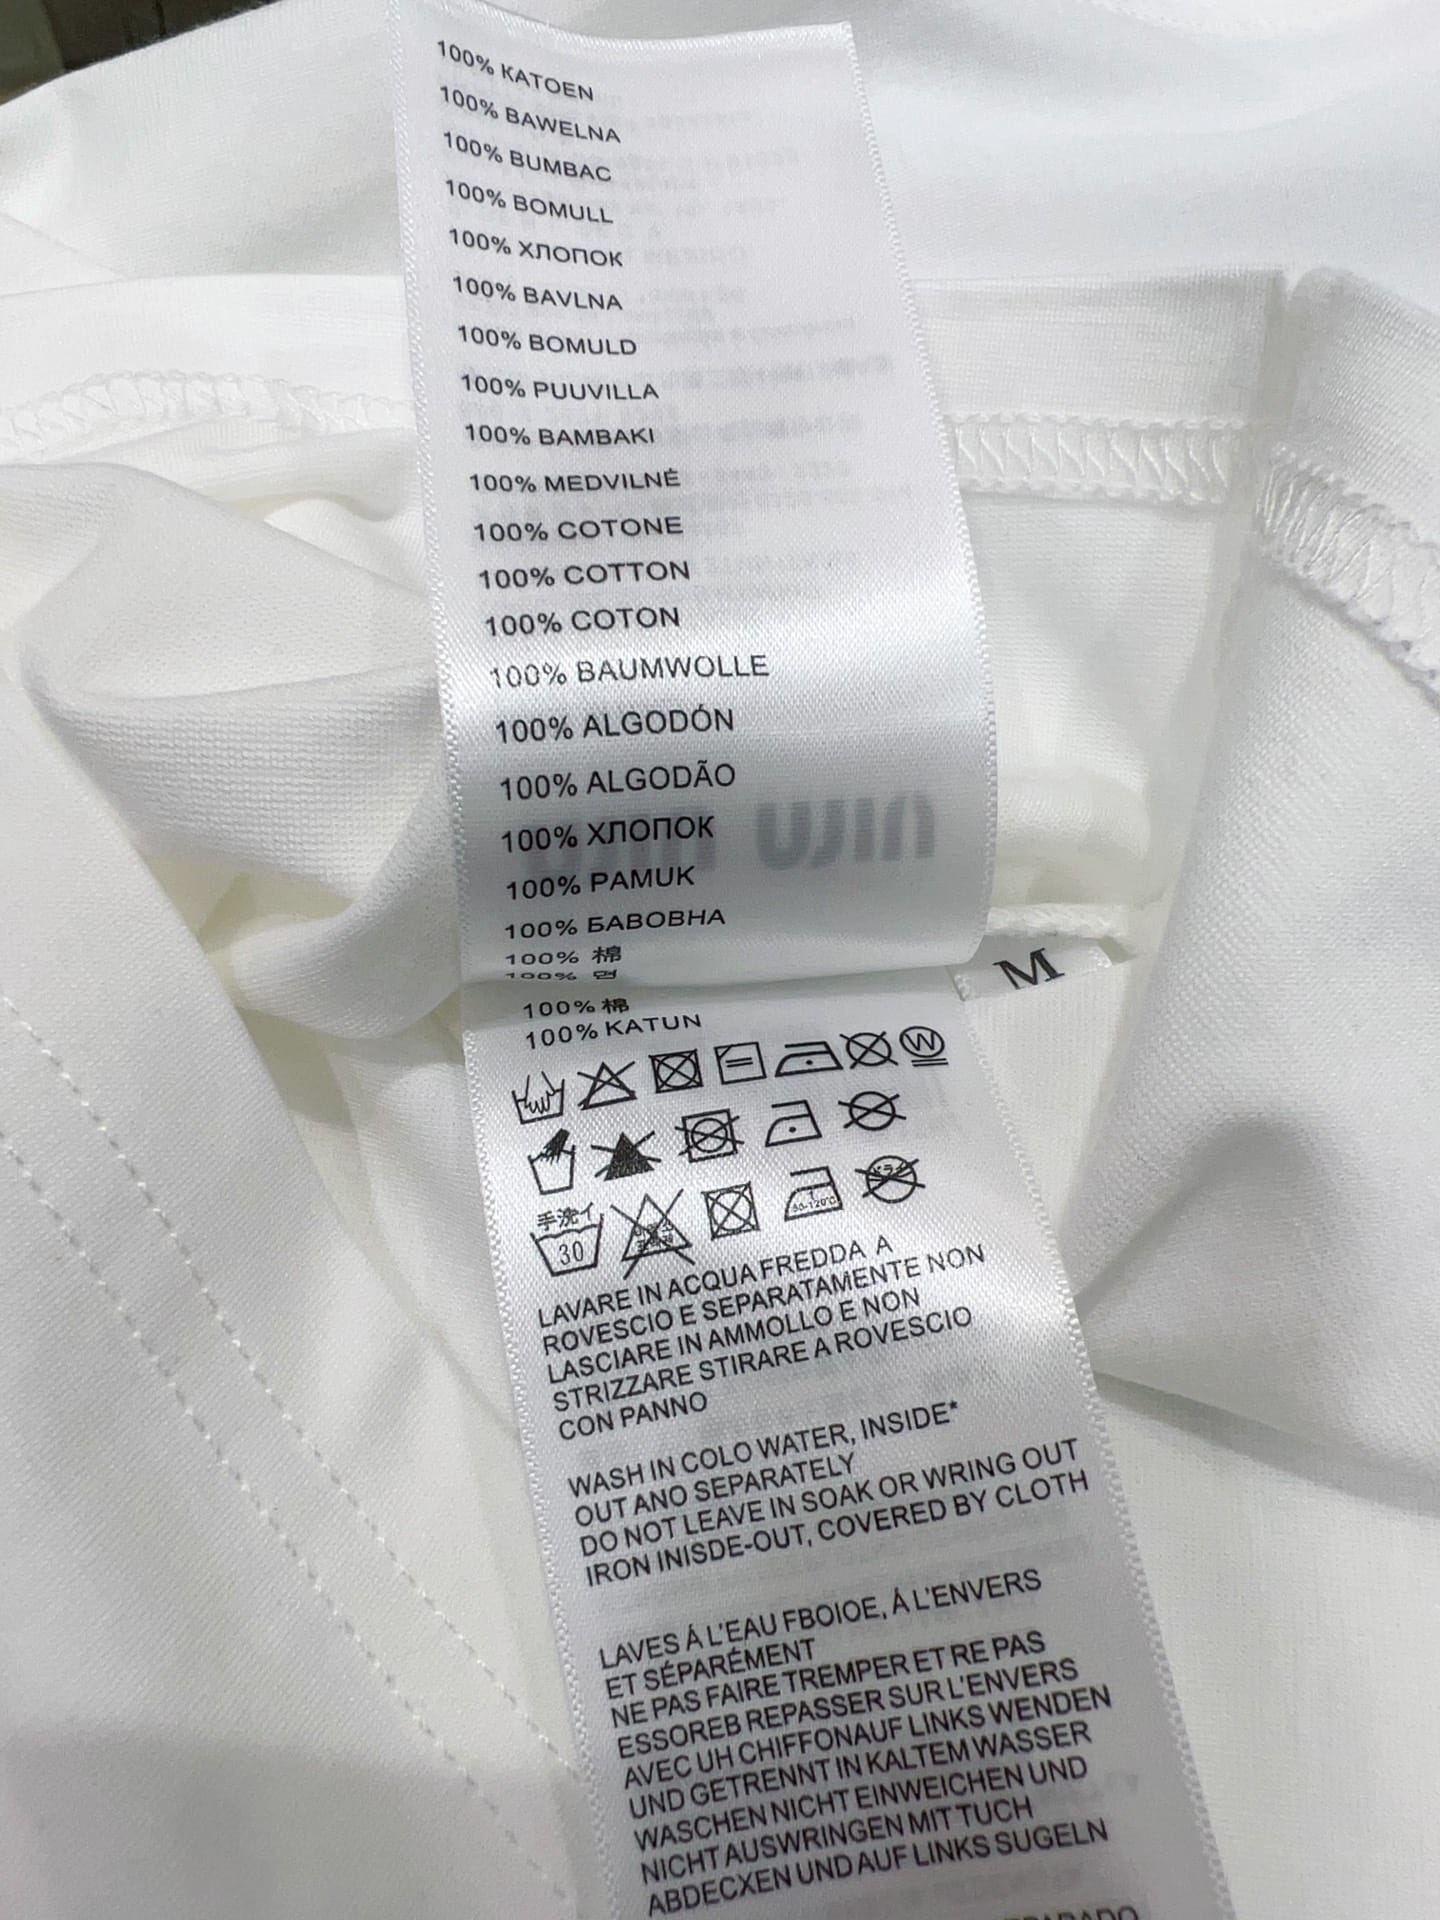 100% KATOEN
100% BAWELNA
100% BUMBAC
100% BOMULL
100% ХЛОПОК
100% BAVLNA
100% BOMULD
100% PUUVILLA
100% BAMBAKI
100% MEDVILNÉ
100% COTONE
100% COTTON
100% COTON
100% BAUMWOLLE
100% ALGODÓN
100% ALGODÃO
100% ХЛОПОК
100% PAMUK
100% БАВОВНА
100% 棉
100% 면
100% 棉
100% KATUN
M
W
手洗イ
30
LAVARE IN ACQUA FREDDA A
ROVESCIO E SEPARATAMENTE NON
LASCIARE IN AMMOLLO E NON
STRIZZARE STIRARE A ROVESCIO
CON PANNO
WASH IN COLO WATER, INSIDE*
OUT ANO SEPARATELY
DO NOT LEAVE IN SOAK OR WRING OUT
IRON INISDE-OUT, COVERED BY CLOTH
LAVES Á L'EAU FBOIOE, Á L'ENVERS
ET SÉPARÉMENT
NE PAS FAIRE TREMPER ET RE PAS
ESSOREB REPASSER SUR L'ENVERS
AVEC UH CHIFFONAUF LINKS WENDEN
UND GETRENNT IN KALTEM WASSER
WASCHEN NICHT EINWEICHEN UND
NICHT AUSWRINGEN MIT TUCH
ABDECXEN UND AUF LINKS SUGELN